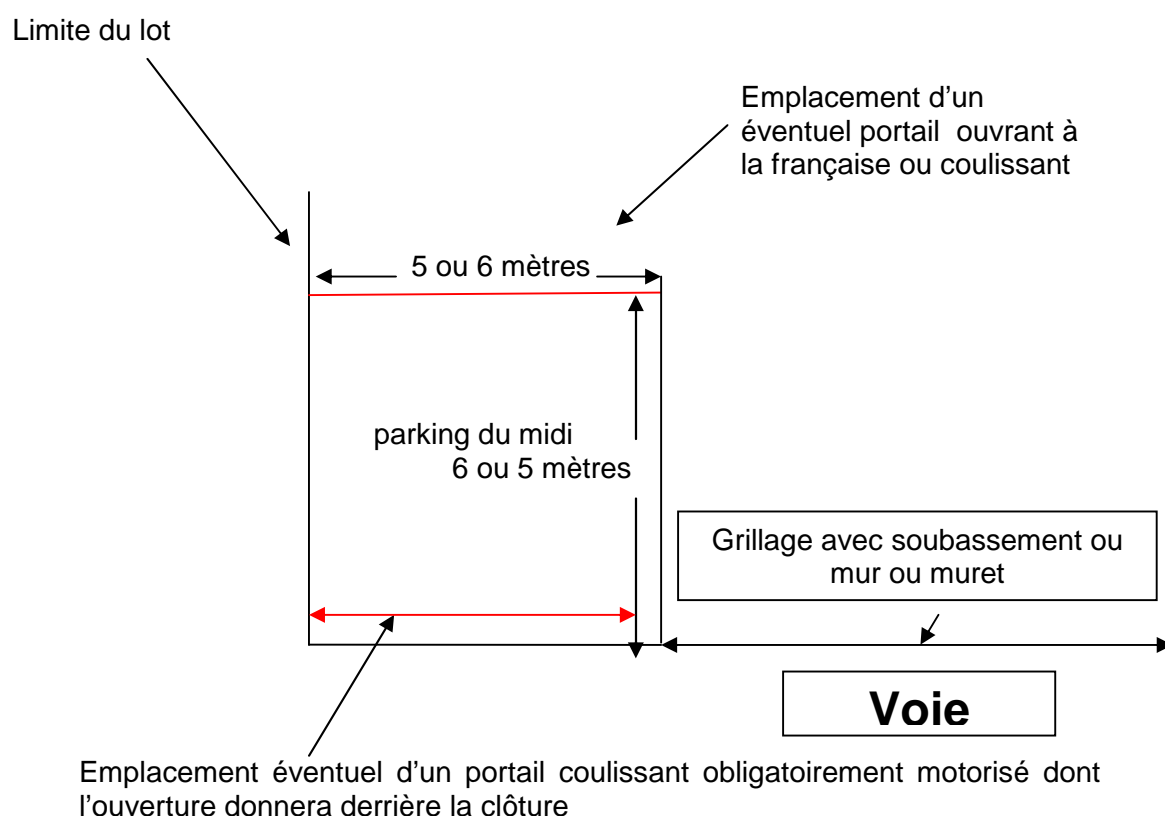 Limite du lot
Emplacement d’un
éventuel portail ouvrant à
la française ou coulissant
5 ou 6 mètres
parking du midi
6 ou 5 mètres
Grillage avec soubassement ou
mur ou muret
Voie
Emplacement éventuel d’un portail coulissant obligatoirement motorisé dont
l’ouverture donnera derrière la clôture